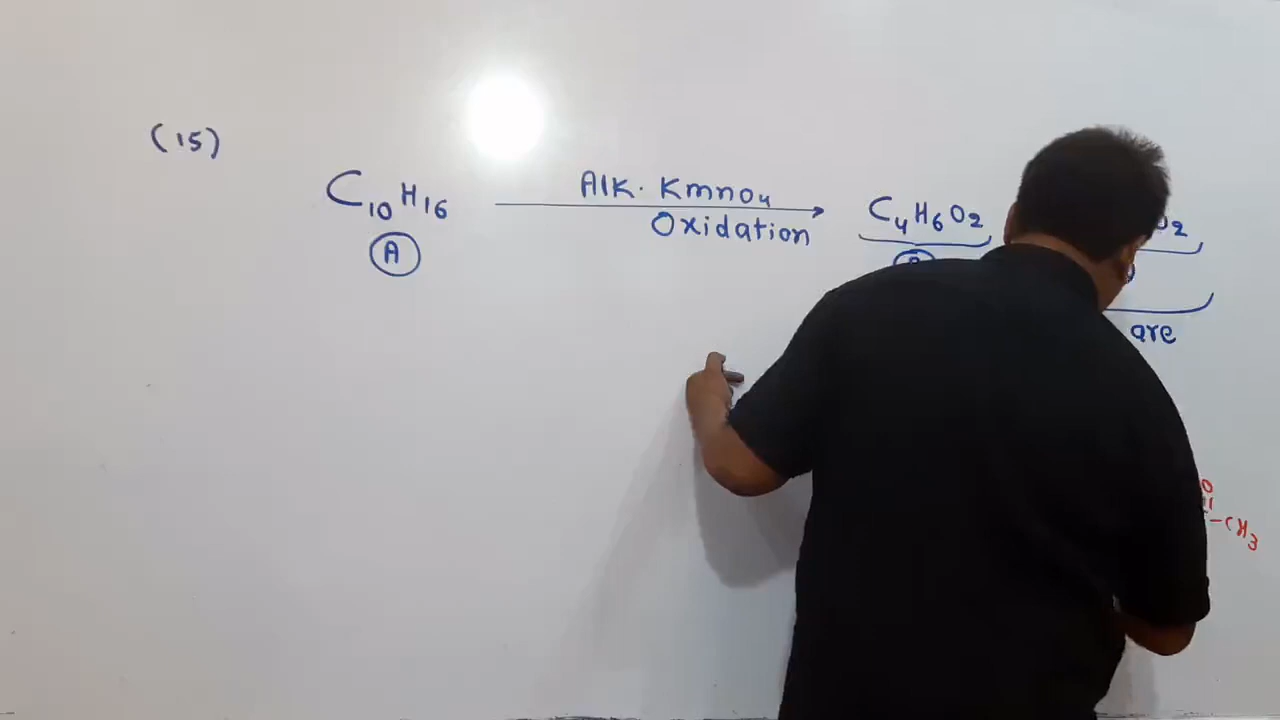 (15)
Alk. KmnO4
C10H16 C4H6O2 O2
Oxidation
A
are
O
-CH3